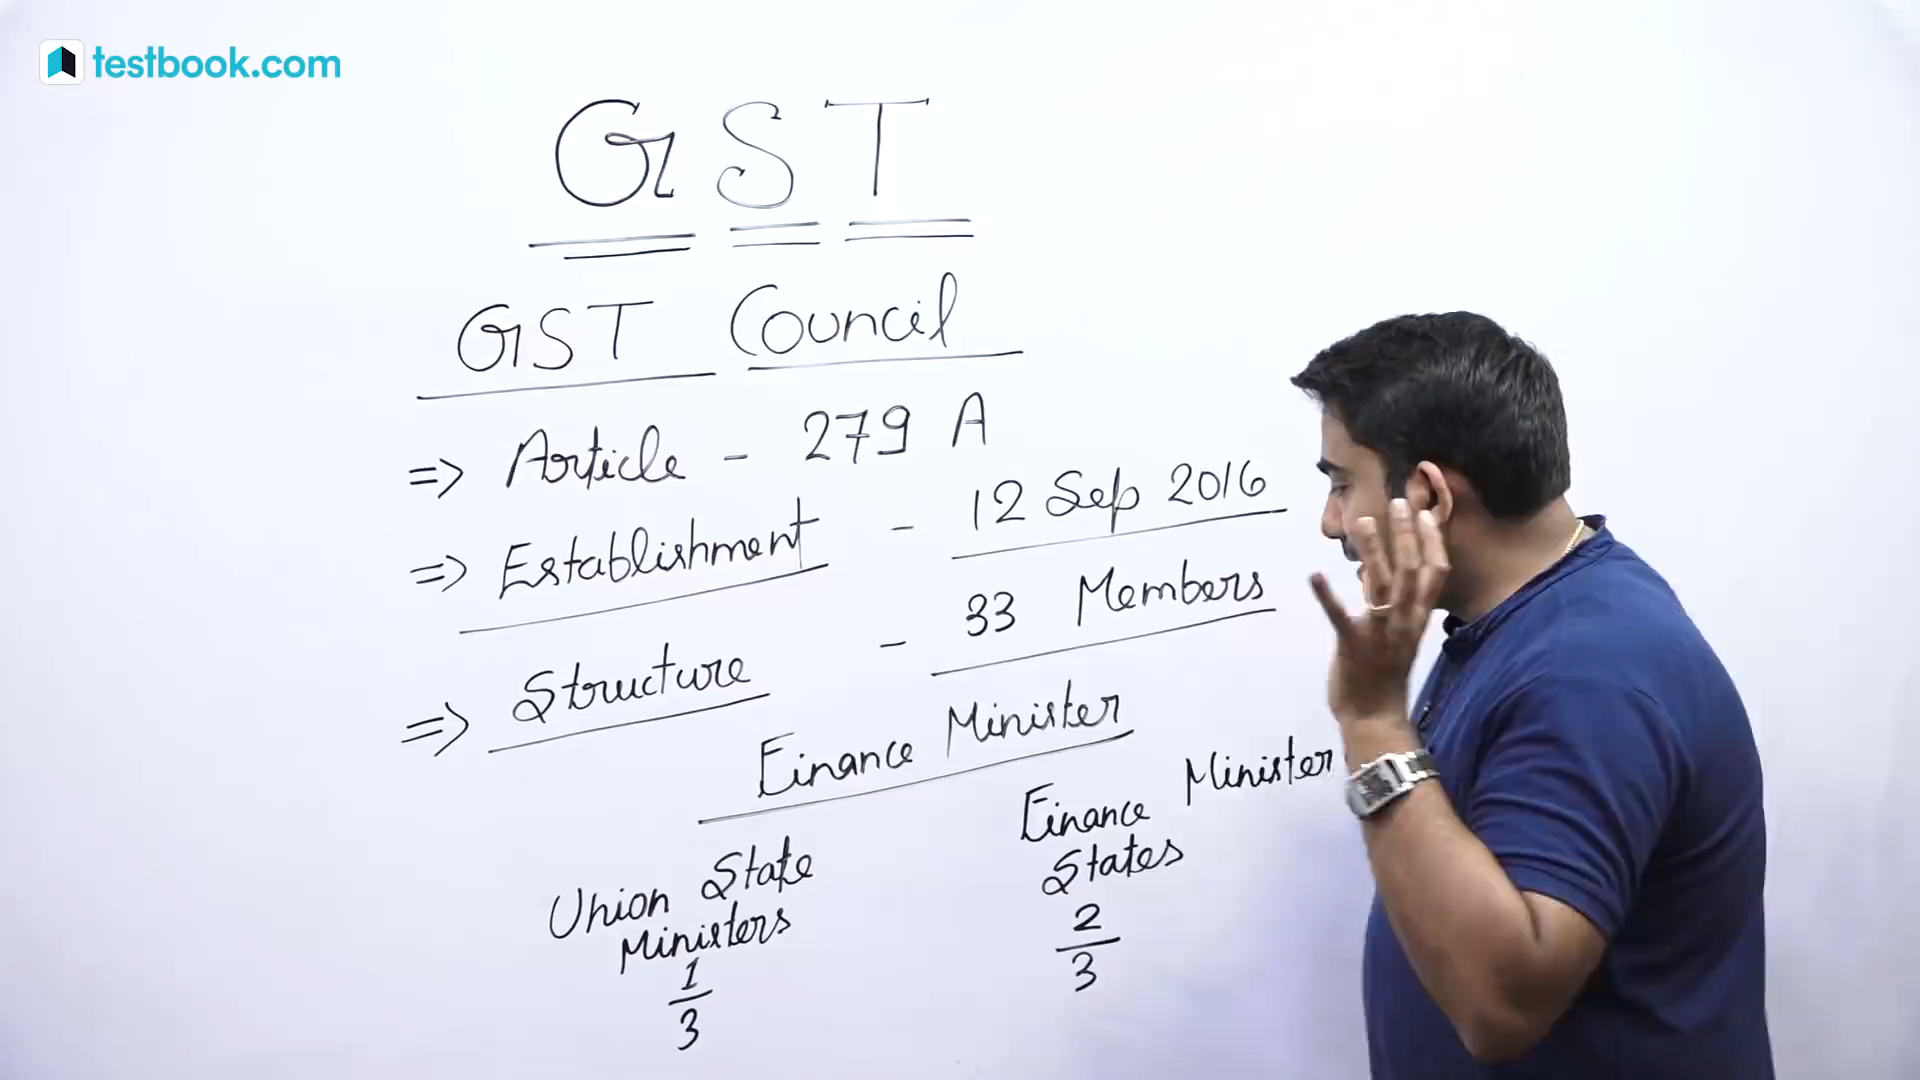 testbook.com
GST
GST Council
⇒ Article - 279 A
⇒ Establishment - 12 Sep 2016
⇒ Structure - 33 Members
Finance Minister
Union State
Ministers
1/3
Finance Minister
States
2/3